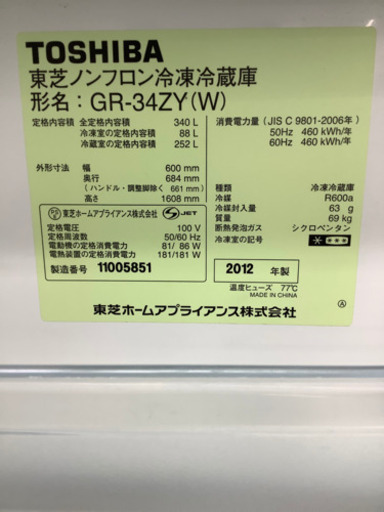 TOSHIBA
東芝ノンフロン冷凍冷蔵庫
形名：GR-34ZY(W)
定格内容積 全定格内容積 340 L
冷凍室の定格内容積 88 L
冷蔵室の定格内容積 252 L
消費電力量(JIS C 9801-2006年)
50Hz 460 kWh/年
60Hz 460 kWh/年
外形寸法 幅 600 mm
奥行 684 mm
(ハンドル・調整脚除く 661 mm)
高さ 1608 mm
種類 冷凍冷蔵庫
冷媒 R600a
冷媒封入量 63 g
質量 69 kg
断熱発泡ガス シクロペンタン
冷凍室の記号
東芝ホームアプライアンス株式会社 JET
定格電圧 100 V
定格周波数 50/60 Hz
電動機の定格消費電力 81/ 86 W
電熱装置の定格消費電力 181/181 W
製造番号 11005851
2012 年製
温度ヒューズ 77℃
MADE IN CHINA
Ⓐ
東芝ホームアプライアンス株式会社